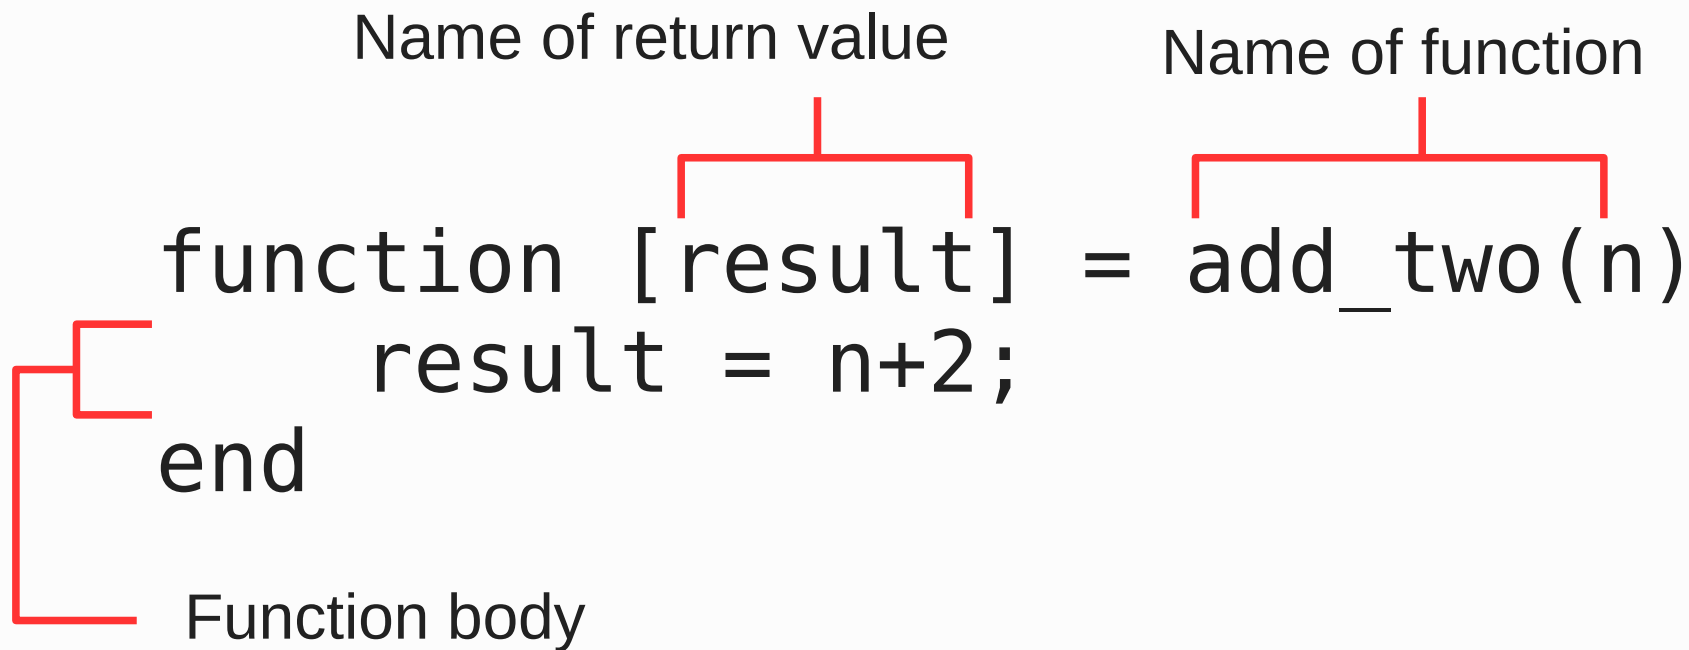 Name of return value
Name of function
function [result] = add_two(n)
result = n+2;
end
Function body